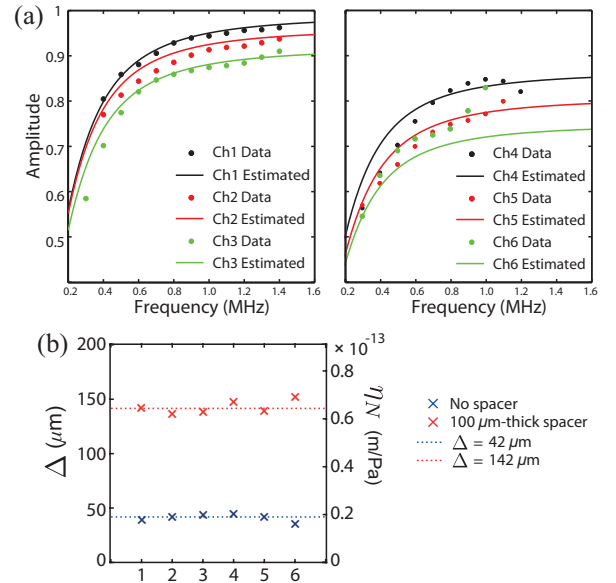 (a)
1
0.9
0.8
0.7
0.6
0.5
Amplitude
Ch1 Data
Ch1 Estimated
Ch2 Data
Ch2 Estimated
Ch3 Data
Ch3 Estimated
0.2 0.4 0.6 0.8 1.0 1.2 1.4 1.6
Frequency (MHz)
Ch4 Data
Ch4 Estimated
Ch5 Data
Ch5 Estimated
Ch6 Data
Ch6 Estimated
0.2 0.4 0.6 0.8 1.0 1.2 1.4 1.6
Frequency (MHz)
(b)
200
150
100
50
0
Δ (μm)
1 2 3 4 5 6
× 10⁻¹³
0.8
0.6
0.4
0.2
0
ηN (m/Pa)
No spacer
100 μm-thick spacer
Δ = 42 μm
Δ = 142 μm